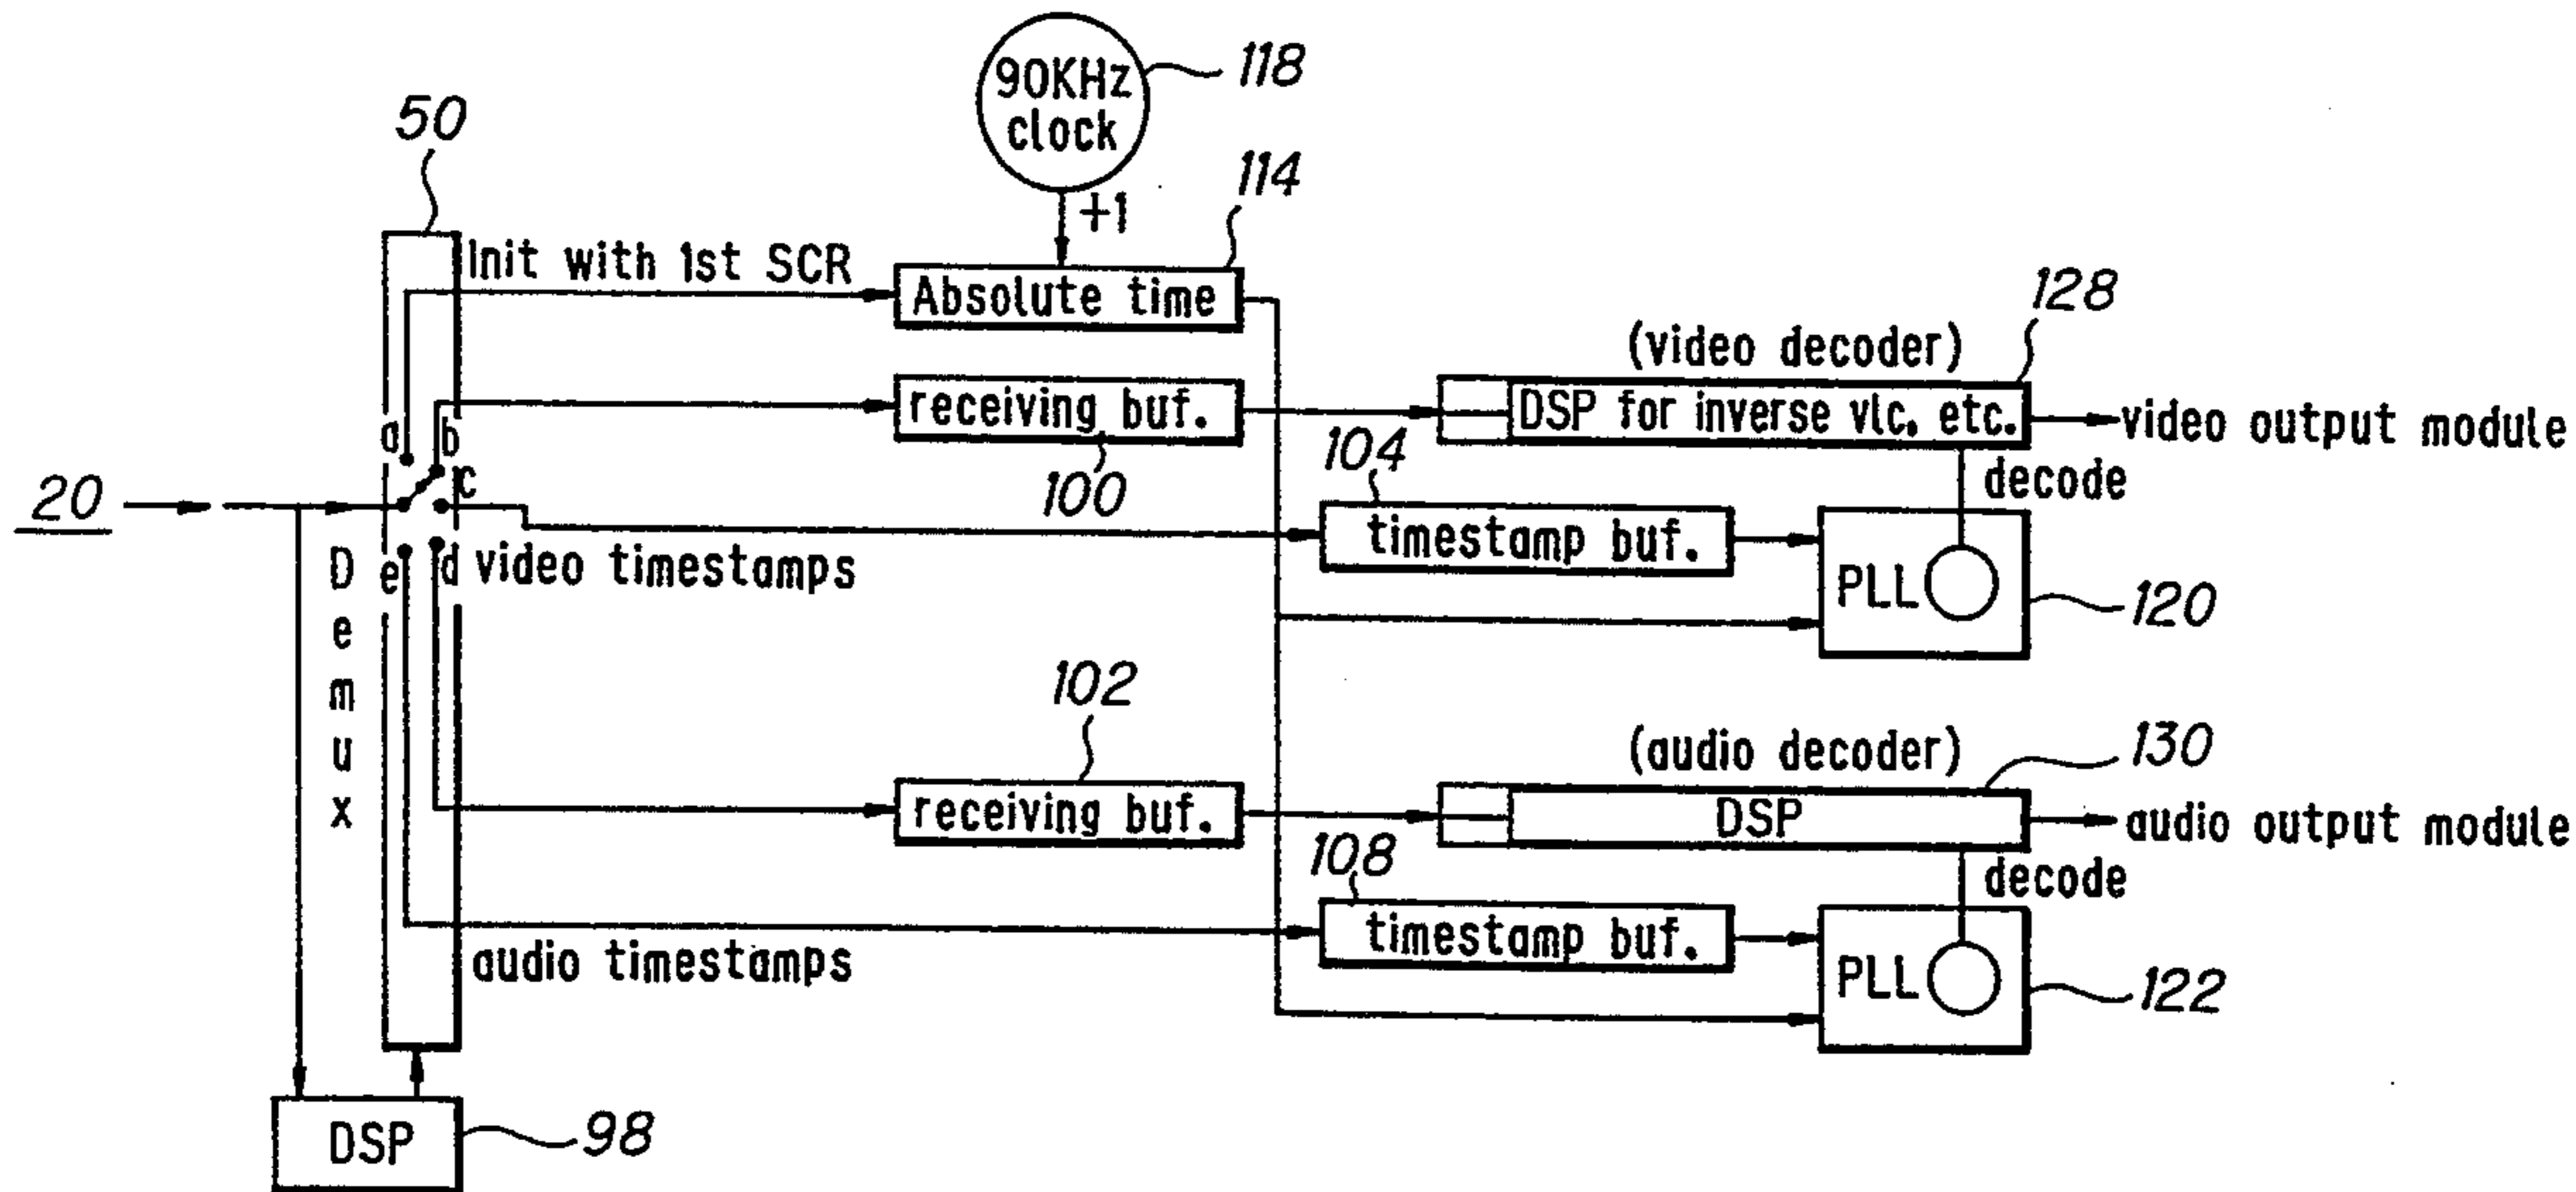 90KHz
clock
118
50
+1
114
Init with 1st SCR
Absolute time
128
(video decoder)
a
b
receiving buf.
DSP for inverse vlc. etc.
video output module
100
104
decode
20
c
timestamp buf.
Demux
e
d
video timestamps
PLL
120
102
(audio decoder)
130
receiving buf.
DSP
audio output module
108
decode
audio timestamps
timestamp buf.
PLL
122
DSP
98